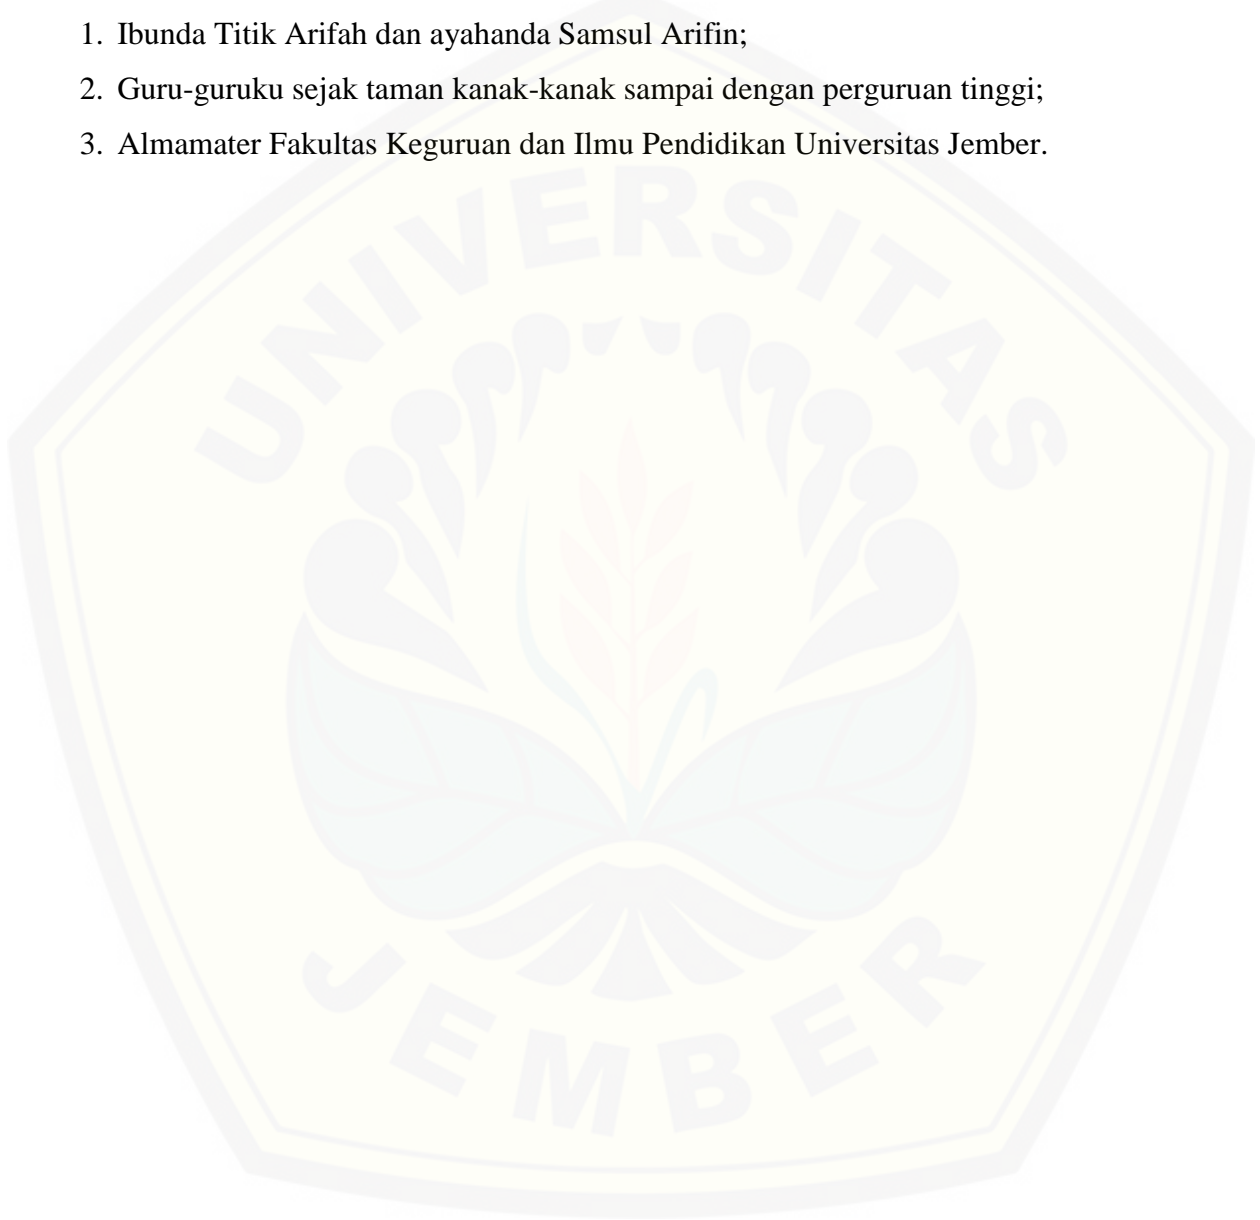 1. Ibunda Titik Arifah dan ayahanda Samsul Arifin;
2. Guru-guruku sejak taman kanak-kanak sampai dengan perguruan tinggi;
3. Almamater Fakultas Keguruan dan Ilmu Pendidikan Universitas Jember.
UNIVERSITAS
JEMBER